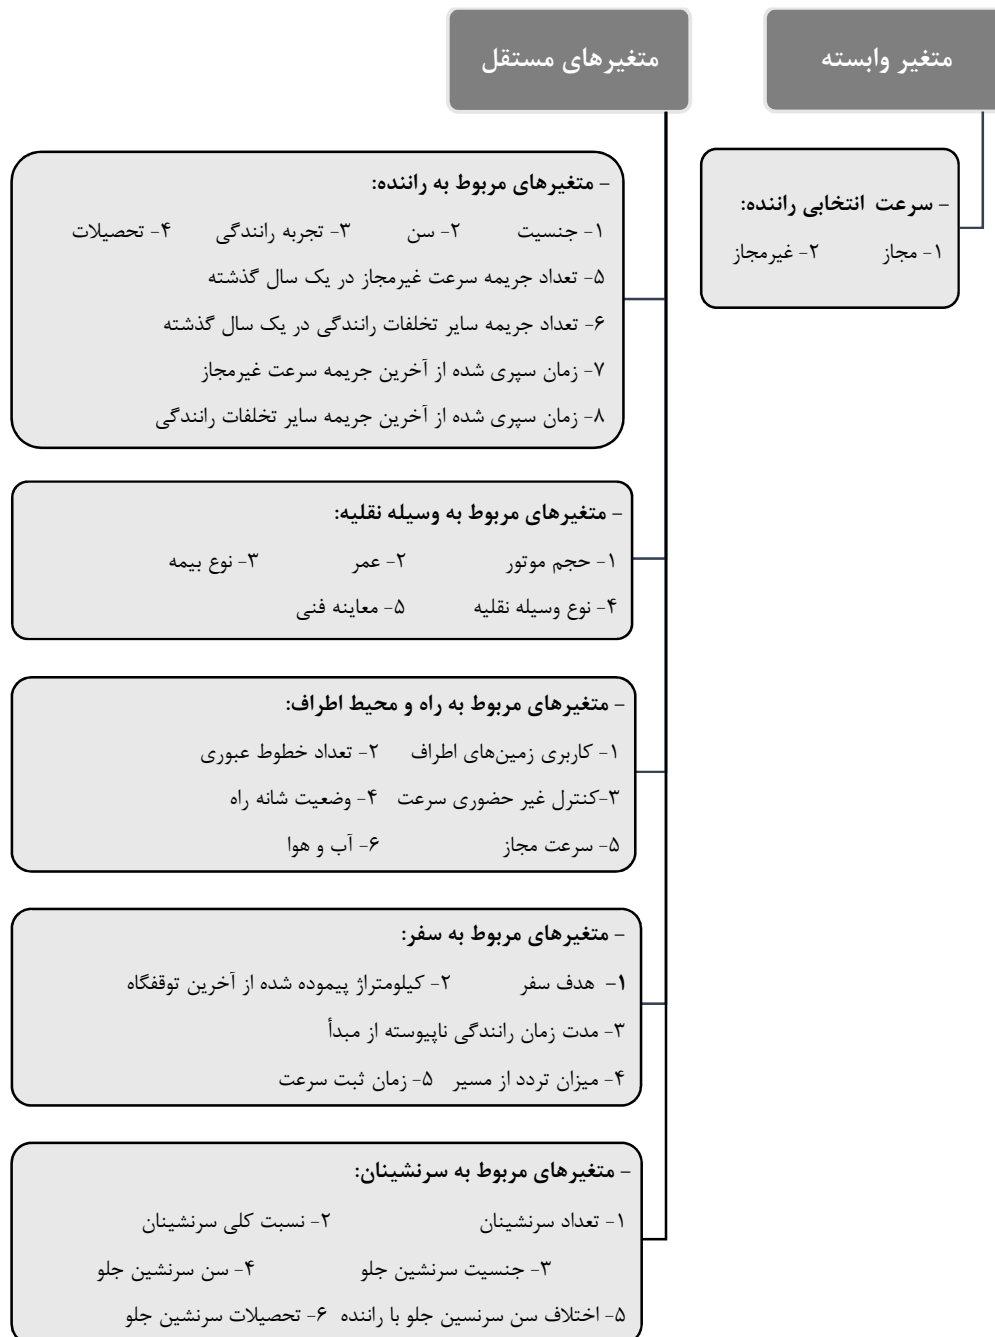 متغیر وابسته
- سرعت انتخابی راننده:
۱- مجاز ۲- غیرمجاز
متغیرهای مستقل
- متغیرهای مربوط به راننده:
۱- جنسیت ۲- سن ۳- تجربه رانندگی ۴- تحصیلات
۵- تعداد جریمه سرعت غیرمجاز در یک سال گذشته
۶- تعداد جریمه سایر تخلفات رانندگی در یک سال گذشته
۷- زمان سپری شده از آخرین جریمه سرعت غیرمجاز
۸- زمان سپری شده از آخرین جریمه سایر تخلفات رانندگی
- متغیرهای مربوط به وسیله نقلیه:
۱- حجم موتور ۲- عمر ۳- نوع بیمه
۴- نوع وسیله نقلیه ۵- معاینه فنی
- متغیرهای مربوط به راه و محیط اطراف:
۱- کاربری زمین‌های اطراف ۲- تعداد خطوط عبوری
۳-کنترل غیر حضوری سرعت ۴- وضعیت شانه راه
۵- سرعت مجاز ۶- آب و هوا
- متغیرهای مربوط به سفر:
۱- هدف سفر ۲- کیلومتراژ پیموده شده از آخرین توقفگاه
۳- مدت زمان رانندگی ناپیوسته از مبدأ
۴- میزان تردد از مسیر ۵- زمان ثبت سرعت
- متغیرهای مربوط به سرنشینان:
۱- تعداد سرنشینان ۲- نسبت کلی سرنشینان
۳- جنسیت سرنشین جلو ۴- سن سرنشین جلو
۵- اختلاف سن سرنسین جلو با راننده ۶- تحصیلات سرنشین جلو